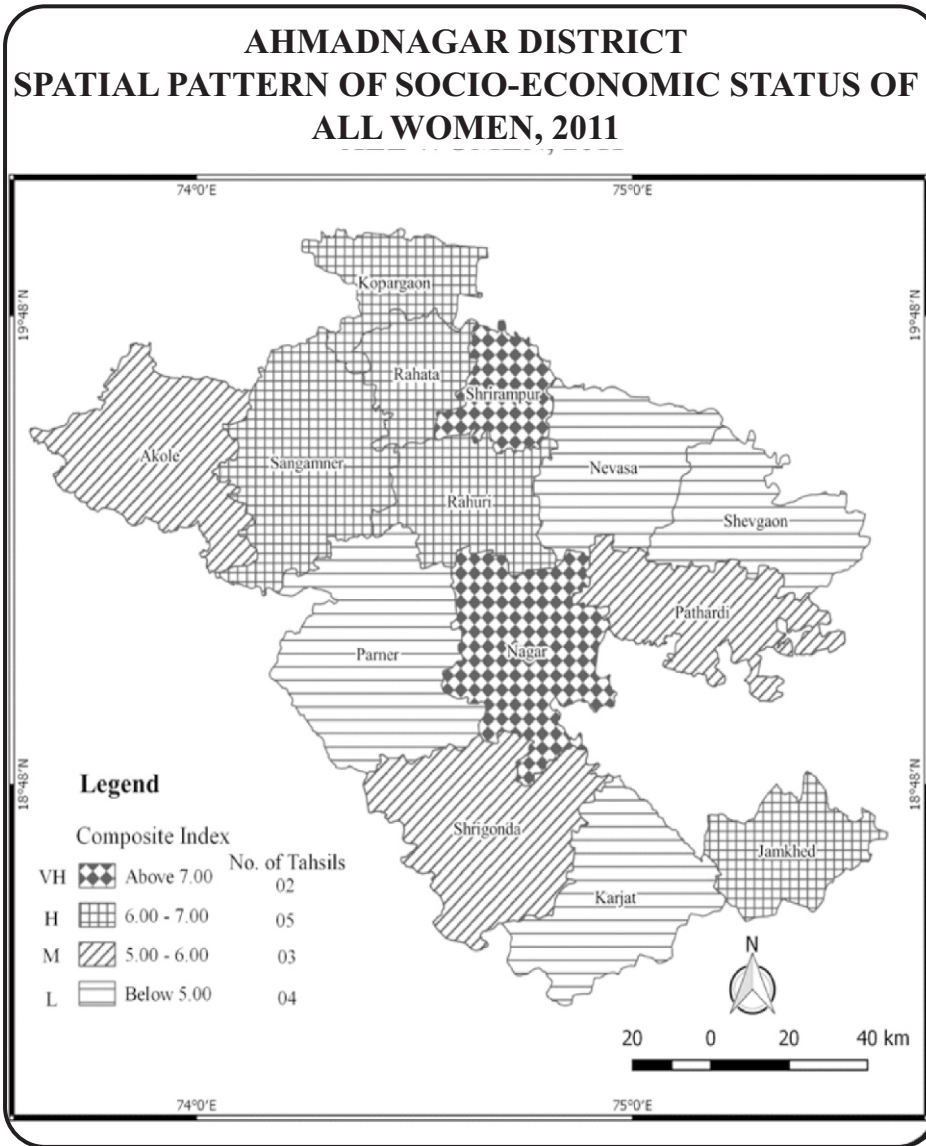 AHMADNAGAR DISTRICT
SPATIAL PATTERN OF SOCIO-ECONOMIC STATUS OF
ALL WOMEN, 2011
74°0'E 75°0'E
19°48'N 19°48'N
Kopargaon
Rahata
Shrirampur
Akole
Sangamner
Nevasa
Rahuri
Shevgaon
Pathardi
Parner
Nagar
18°48'N 18°48'N
Shrigonda
Jamkhed
Karjat
Legend
Composite Index
No. of Tahsils
VH Above 7.00 02
H 6.00 - 7.00 05
M 5.00 - 6.00 03
L Below 5.00 04
N
20 0 20 40 km
74°0'E 75°0'E